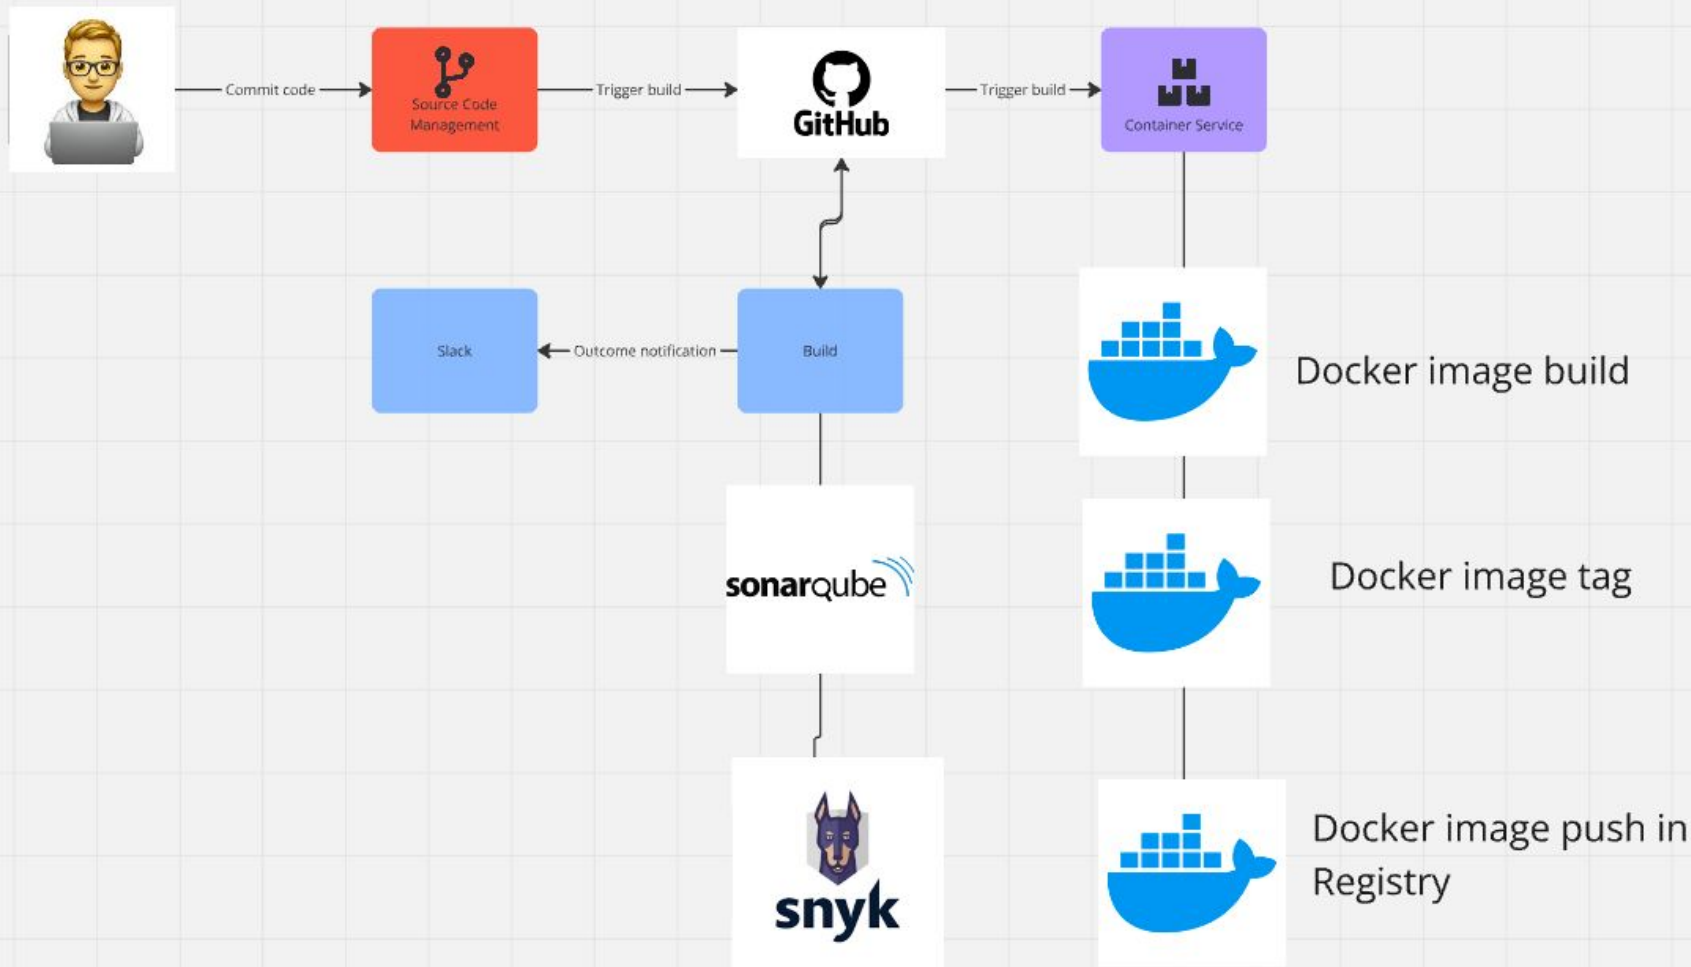 Commit code
Source Code
Management
Trigger build
GitHub
Trigger build
Container Service
Slack
Outcome notification
Build
Docker image build
sonarqube
Docker image tag
snyk
Docker image push in
Registry